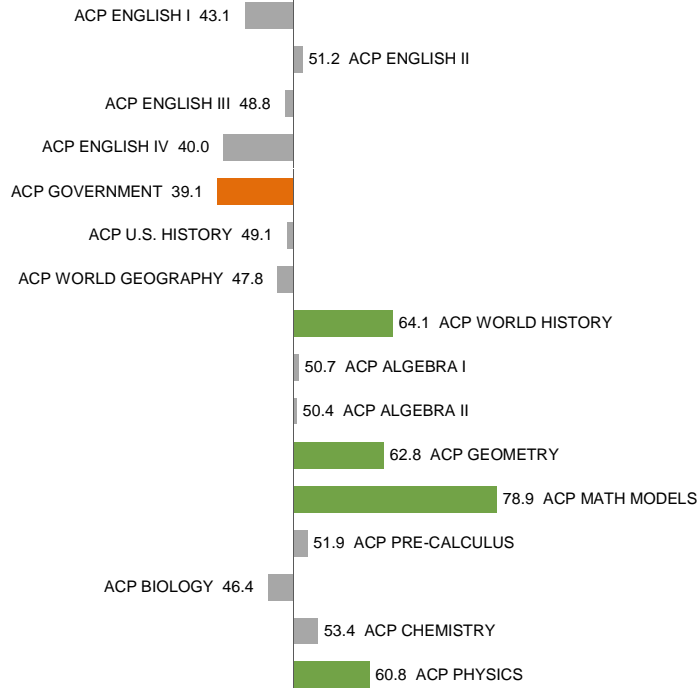 ACP ENGLISH I 43.1
51.2 ACP ENGLISH II
ACP ENGLISH III 48.8
ACP ENGLISH IV 40.0
ACP GOVERNMENT 39.1
ACP U.S. HISTORY 49.1
ACP WORLD GEOGRAPHY 47.8
64.1 ACP WORLD HISTORY
50.7 ACP ALGEBRA I
50.4 ACP ALGEBRA II
62.8 ACP GEOMETRY
78.9 ACP MATH MODELS
51.9 ACP PRE-CALCULUS
ACP BIOLOGY 46.4
53.4 ACP CHEMISTRY
60.8 ACP PHYSICS